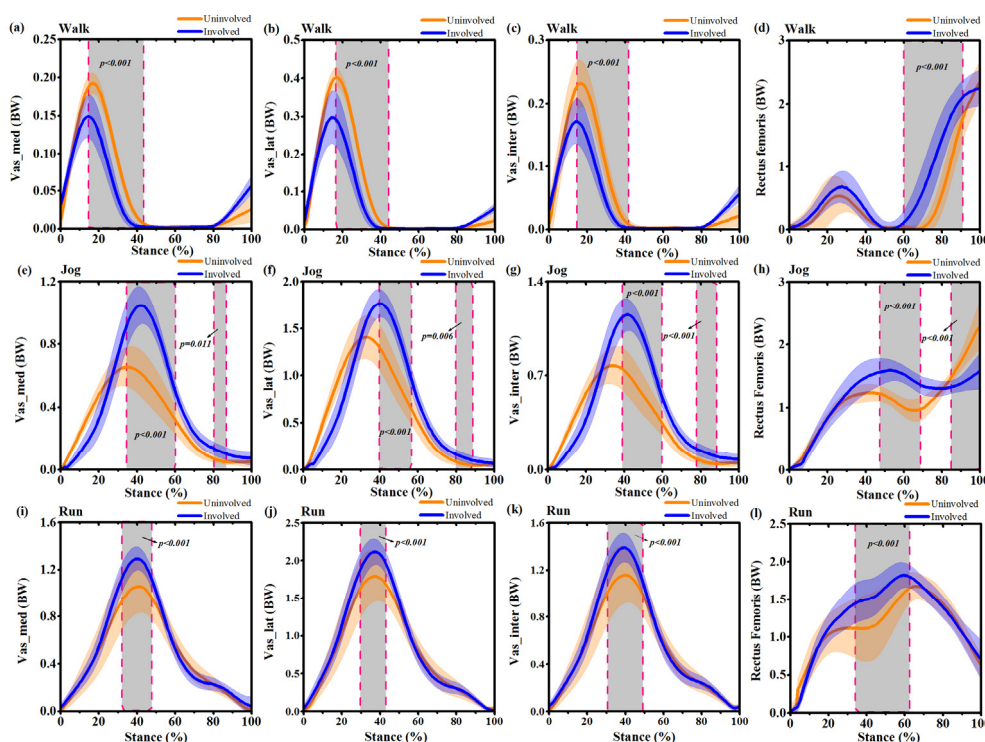 (a) Walk
Uninvolved
Involved
p<0.001
Vas_med (BW)
0.25
0.20
0.15
0.10
0.05
0.00
0 20 40 60 80 100
Stance (%)
(b) Walk
Uninvolved
Involved
p<0.001
Vas_lat (BW)
0.5
0.4
0.3
0.2
0.1
0.0
0 20 40 60 80 100
Stance (%)
(c) Walk
Uninvolved
Involved
p<0.001
Vas_inter (BW)
0.3
0.2
0.1
0.0
0 20 40 60 80 100
Stance (%)
(d) Walk
Uninvolved
Involved
p<0.001
Rectus femoris (BW)
3
2
1
0
0 20 40 60 80 100
Stance (%)
(e) Jog
Uninvolved
Involved
p=0.011
p<0.001
Vas_med (BW)
1.2
0.8
0.4
0.0
0 20 40 60 80 100
Stance (%)
(f) Jog
Uninvolved
Involved
p=0.006
p<0.001
Vas_lat (BW)
2.0
1.5
1.0
0.5
0.0
0 20 40 60 80 100
Stance (%)
(g) Jog
Uninvolved
Involved
p<0.001
p<0.001
Vas_inter (BW)
1.4
0.7
0.0
0 20 40 60 80 100
Stance (%)
(h) Jog
Uninvolved
Involved
p<0.001
p<0.001
Rectus Femoris (BW)
3
2
1
0
0 20 40 60 80 100
Stance (%)
(i) Run
Uninvolved
Involved
p<0.001
Vas_med (BW)
1.6
1.2
0.8
0.4
0.0
0 20 40 60 80 100
Stance (%)
(j) Run
Uninvolved
Involved
p<0.001
Vas_lat (BW)
2.5
2.0
1.5
1.0
0.5
0.0
0 20 40 60 80 100
Stance (%)
(k) Run
Uninvolved
Involved
p<0.001
Vas_inter (BW)
1.6
1.2
0.8
0.4
0.0
0 20 40 60 80 100
Stance (%)
(l) Run
Uninvolved
Involved
p<0.001
Rectus Femoris (BW)
2.5
2.0
1.5
1.0
0.5
0.0
0 20 40 60 80 100
Stance (%)